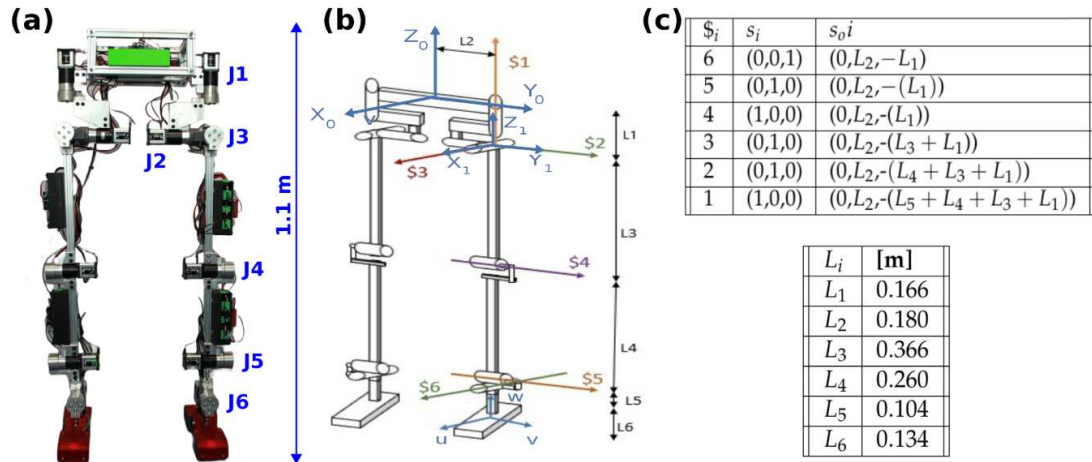 (a)
J1
J3
J2
J4
J5
J6
1.1 m
(b)
Z₀
L2
$1
X₀
Y₀
Z₁
L1
$2
X₁
Y₁
$3
L3
$4
L4
$5
$6
w
L5
L6
u
v
(c)
$ᵢ sᵢ sₒi
6 (0,0,1) (0,L₂,−L₁)
5 (0,1,0) (0,L₂,−(L₁))
4 (1,0,0) (0,L₂,-(L₁))
3 (0,1,0) (0,L₂,-(L₃ + L₁))
2 (0,1,0) (0,L₂,-(L₄ + L₃ + L₁))
1 (1,0,0) (0,L₂,-(L₅ + L₄ + L₃ + L₁))
Lᵢ [m]
L₁ 0.166
L₂ 0.180
L₃ 0.366
L₄ 0.260
L₅ 0.104
L₆ 0.134